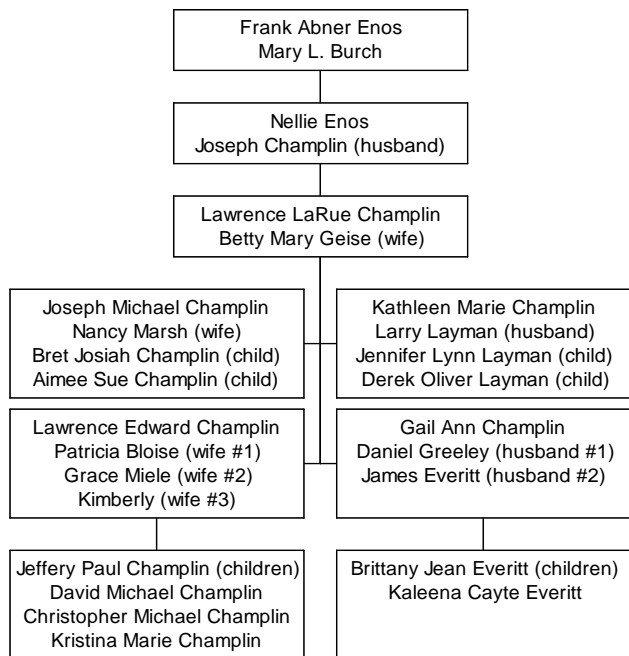 Frank Abner Enos
Mary L. Burch
Nellie Enos
Joseph Champlin (husband)
Lawrence LaRue Champlin
Betty Mary Geise (wife)
Joseph Michael Champlin
Nancy Marsh (wife)
Bret Josiah Champlin (child)
Aimee Sue Champlin (child)
Kathleen Marie Champlin
Larry Layman (husband)
Jennifer Lynn Layman (child)
Derek Oliver Layman (child)
Lawrence Edward Champlin
Patricia Bloise (wife #1)
Grace Miele (wife #2)
Kimberly (wife #3)
Gail Ann Champlin
Daniel Greeley (husband #1)
James Everitt (husband #2)
Jeffery Paul Champlin (children)
David Michael Champlin
Christopher Michael Champlin
Kristina Marie Champlin
Brittany Jean Everitt (children)
Kaleena Cayte Everitt